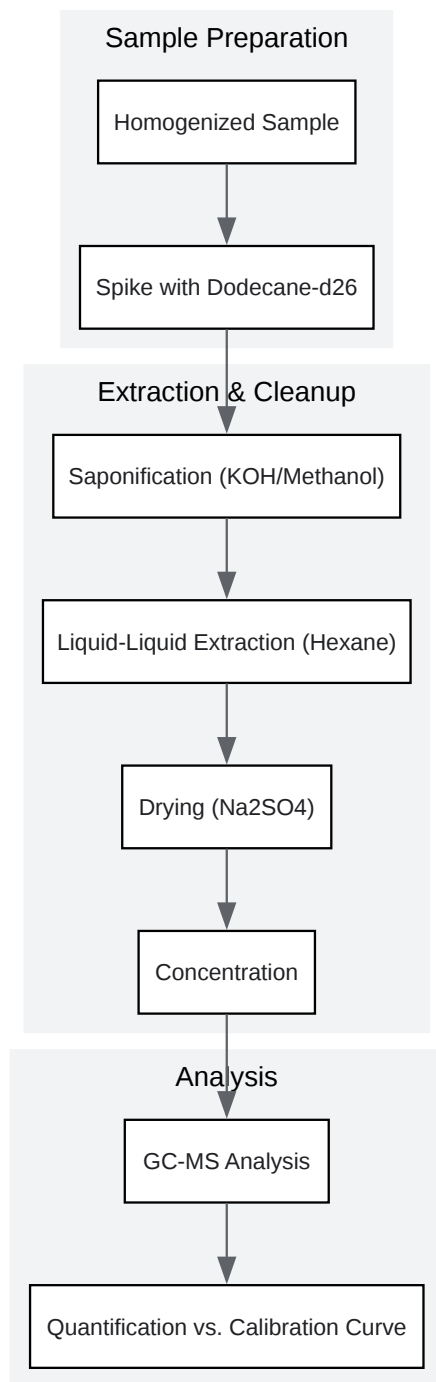 Sample Preparation
Homogenized Sample
Spike with Dodecane-d26
Extraction & Cleanup
Saponification (KOH/Methanol)
Liquid-Liquid Extraction (Hexane)
Drying (Na2SO4)
Concentration
Analysis
GC-MS Analysis
Quantification vs. Calibration Curve